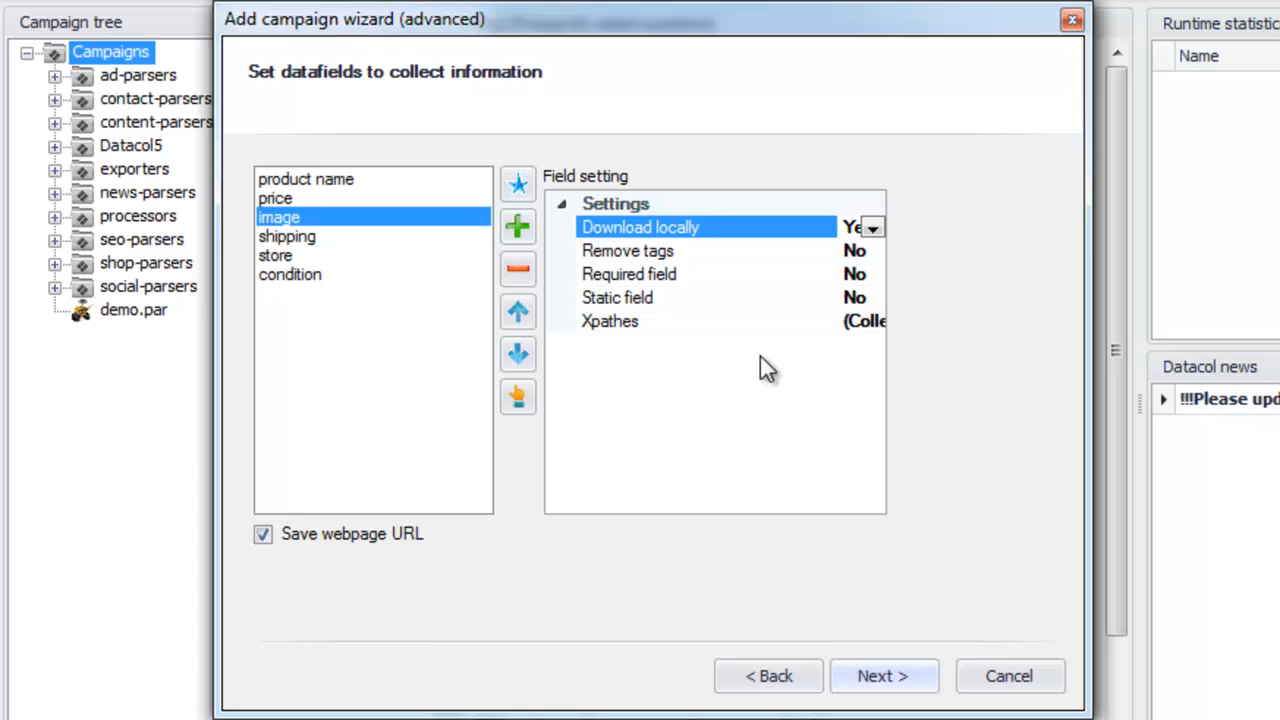 Campaign tree
Campaigns
ad-parsers
contact-parsers
content-parsers
Datacol5
exporters
news-parsers
processors
seo-parsers
shop-parsers
social-parsers
demo.par
Add campaign wizard (advanced)
Set datafields to collect information
product name
price
image
shipping
store
condition
Save webpage URL
Field setting
Settings
Download locally Ye
Remove tags No
Required field No
Static field No
Xpathes (Colle
< Back
Next >
Cancel
Runtime statistic
Name
Datacol news
!!!Please upd